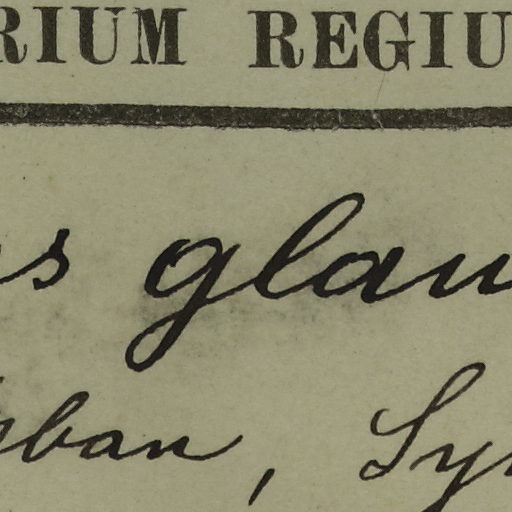 RIUM REGIU
s glau
ban, Sy